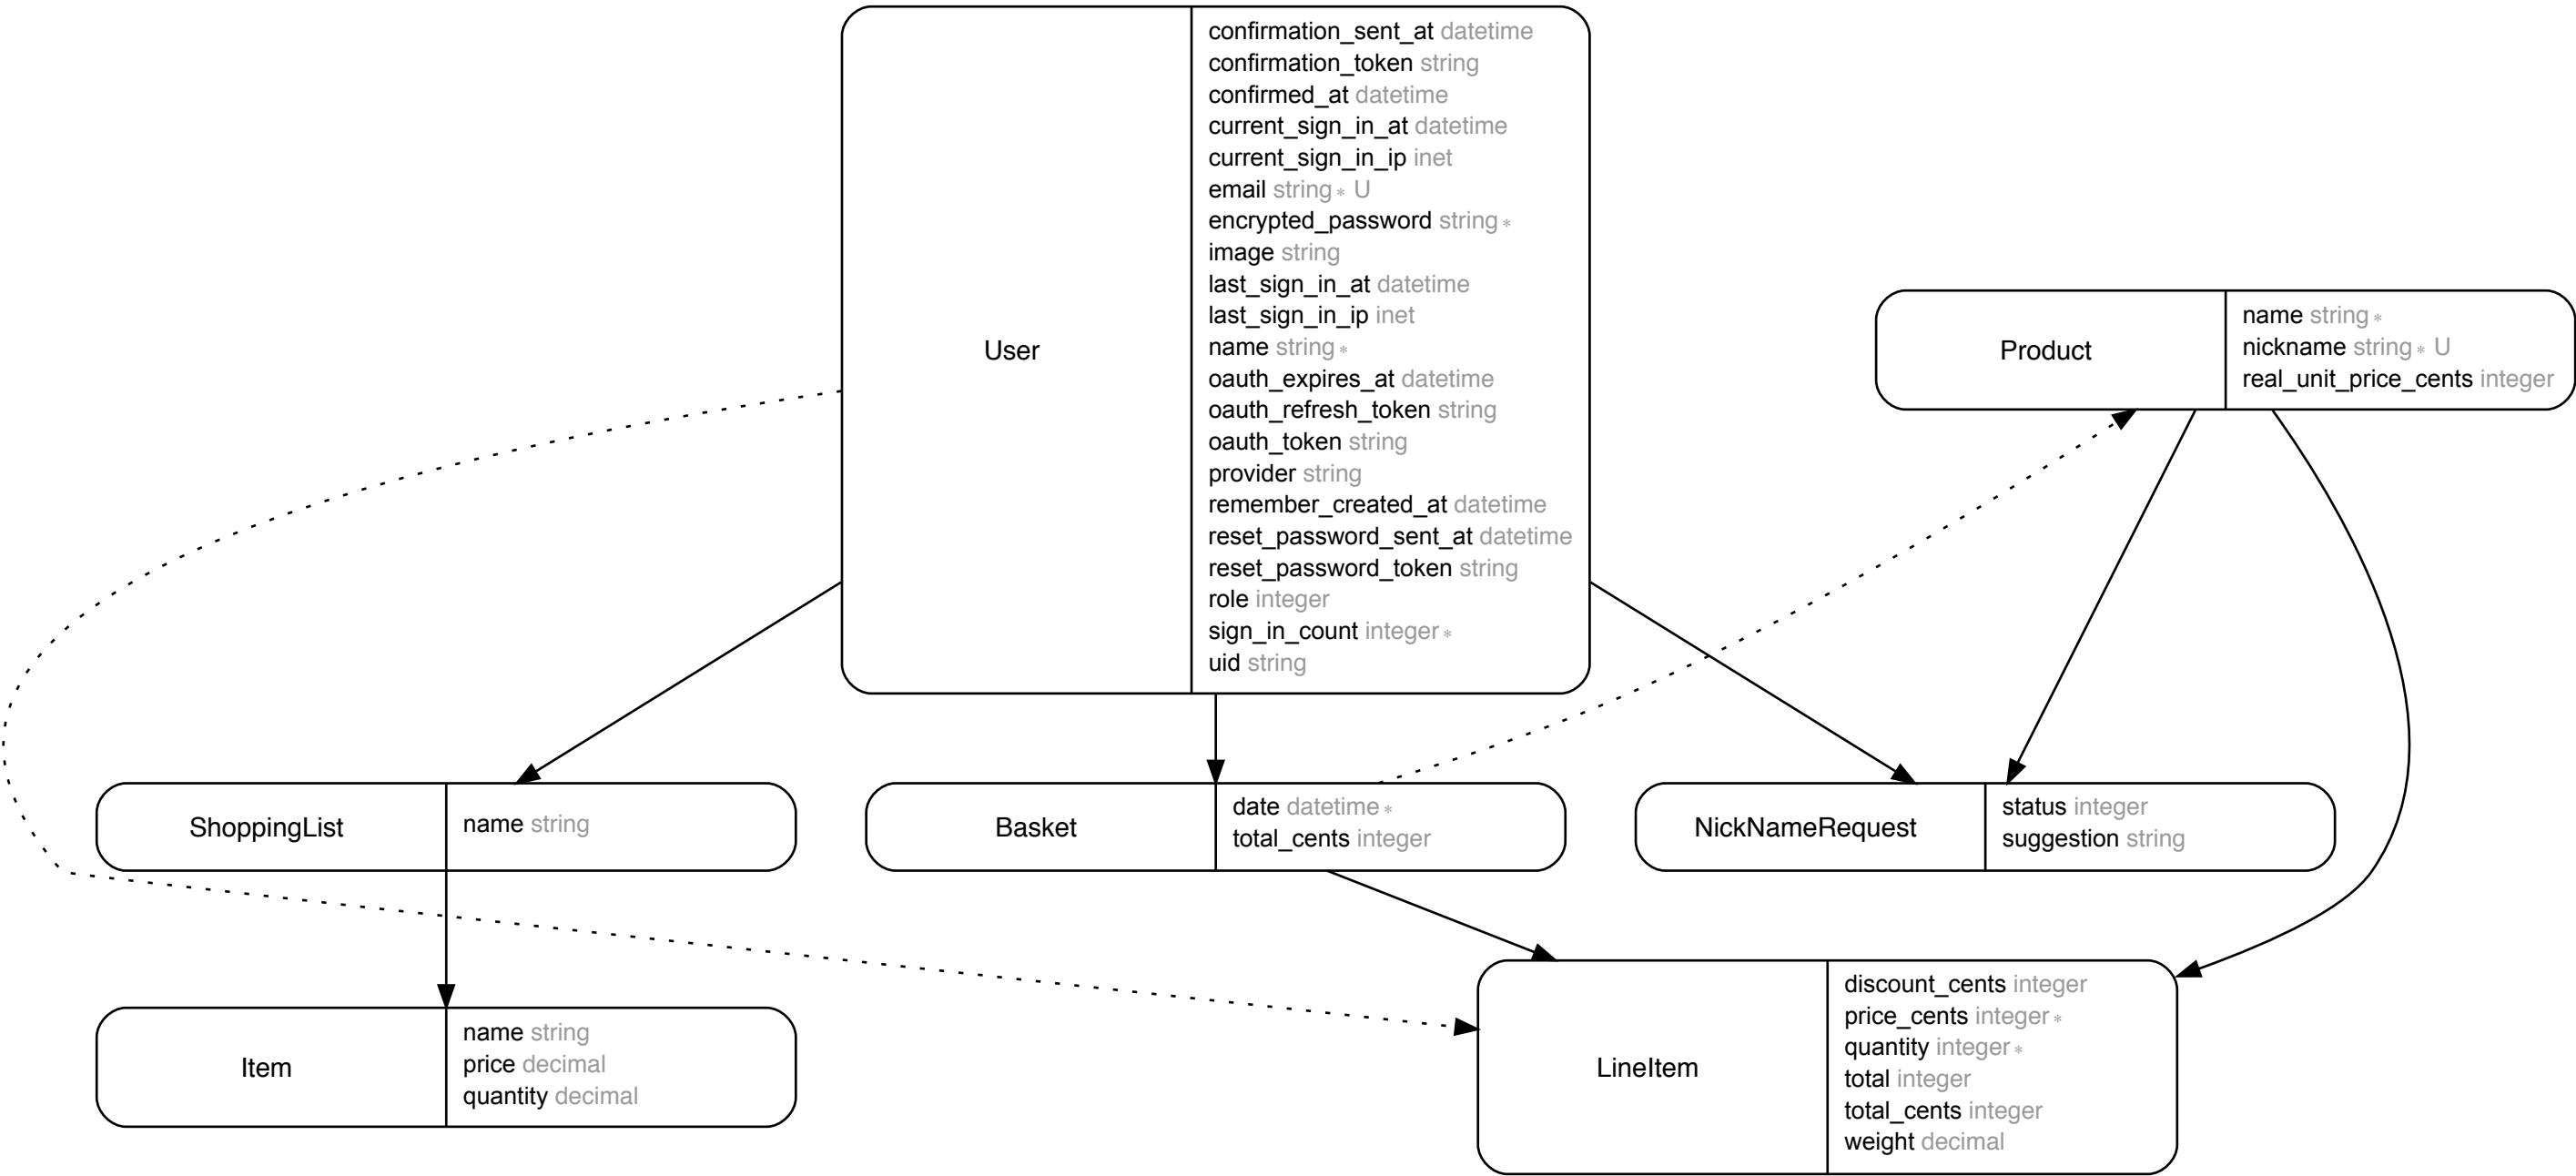 User
confirmation_sent_at datetime
confirmation_token string
confirmed_at datetime
current_sign_in_at datetime
current_sign_in_ip inet
email string * U
encrypted_password string *
image string
last_sign_in_at datetime
last_sign_in_ip inet
name string *
oauth_expires_at datetime
oauth_refresh_token string
oauth_token string
provider string
remember_created_at datetime
reset_password_sent_at datetime
reset_password_token string
role integer
sign_in_count integer *
uid string
Product
name string *
nickname string * U
real_unit_price_cents integer
ShoppingList
name string
Basket
date datetime *
total_cents integer
NickNameRequest
status integer
suggestion string
Item
name string
price decimal
quantity decimal
LineItem
discount_cents integer
price_cents integer *
quantity integer *
total integer
total_cents integer
weight decimal